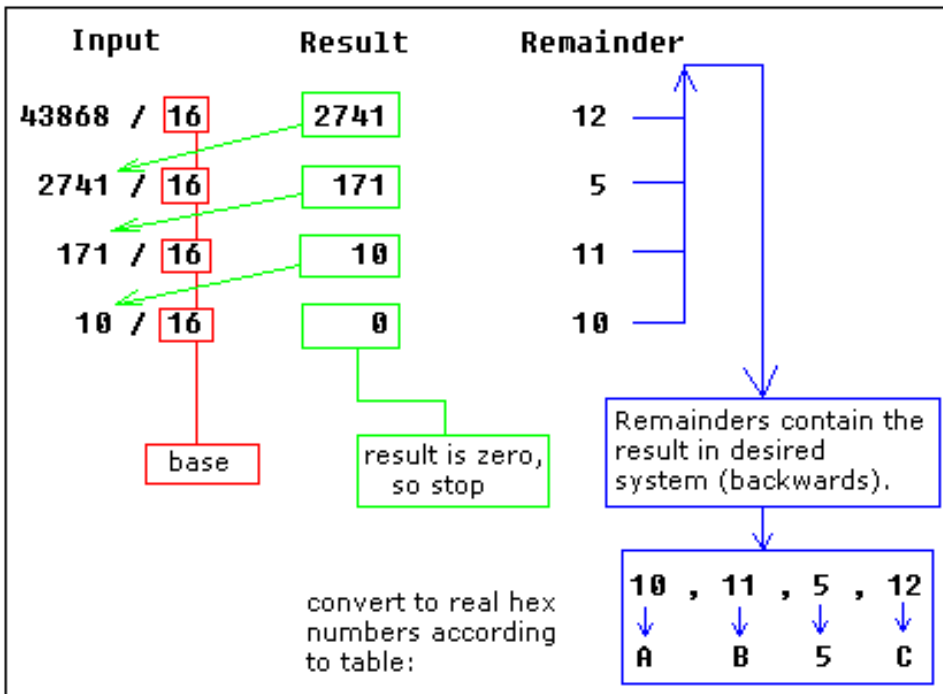 Input Result Remainder
43868 / 16 2741 12
2741 / 16 171 5
171 / 16 10 11
10 / 16 0 10
base
result is zero,
so stop
Remainders contain the
result in desired
system (backwards).
convert to real hex
numbers according
to table:
10 , 11 , 5 , 12
A B 5 C